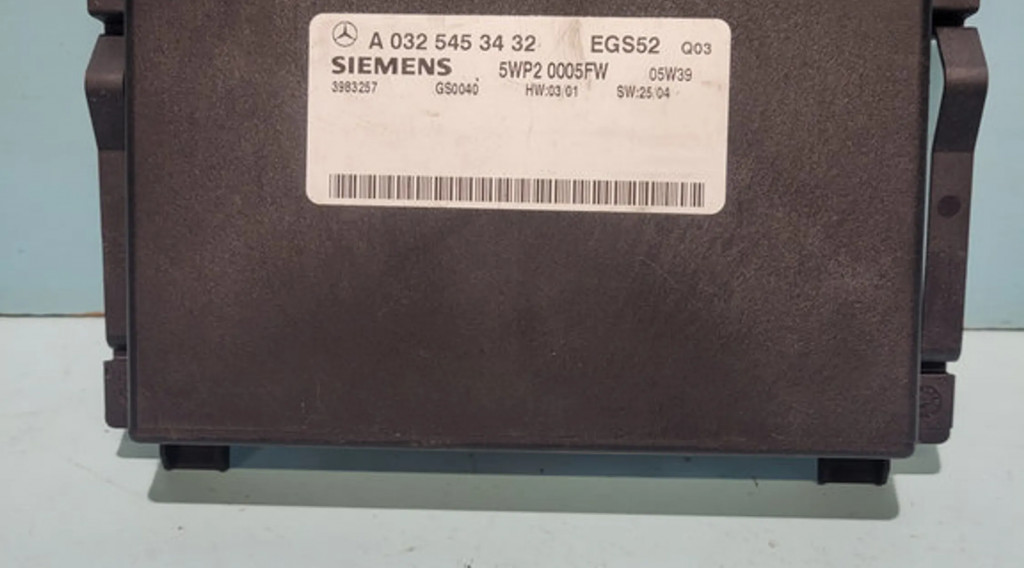 A 032 545 34 32 EGS52 Q03
SIEMENS 5WP2 0005FW 05W39
3983257 GS0040 HW:03/01 SW:25/04